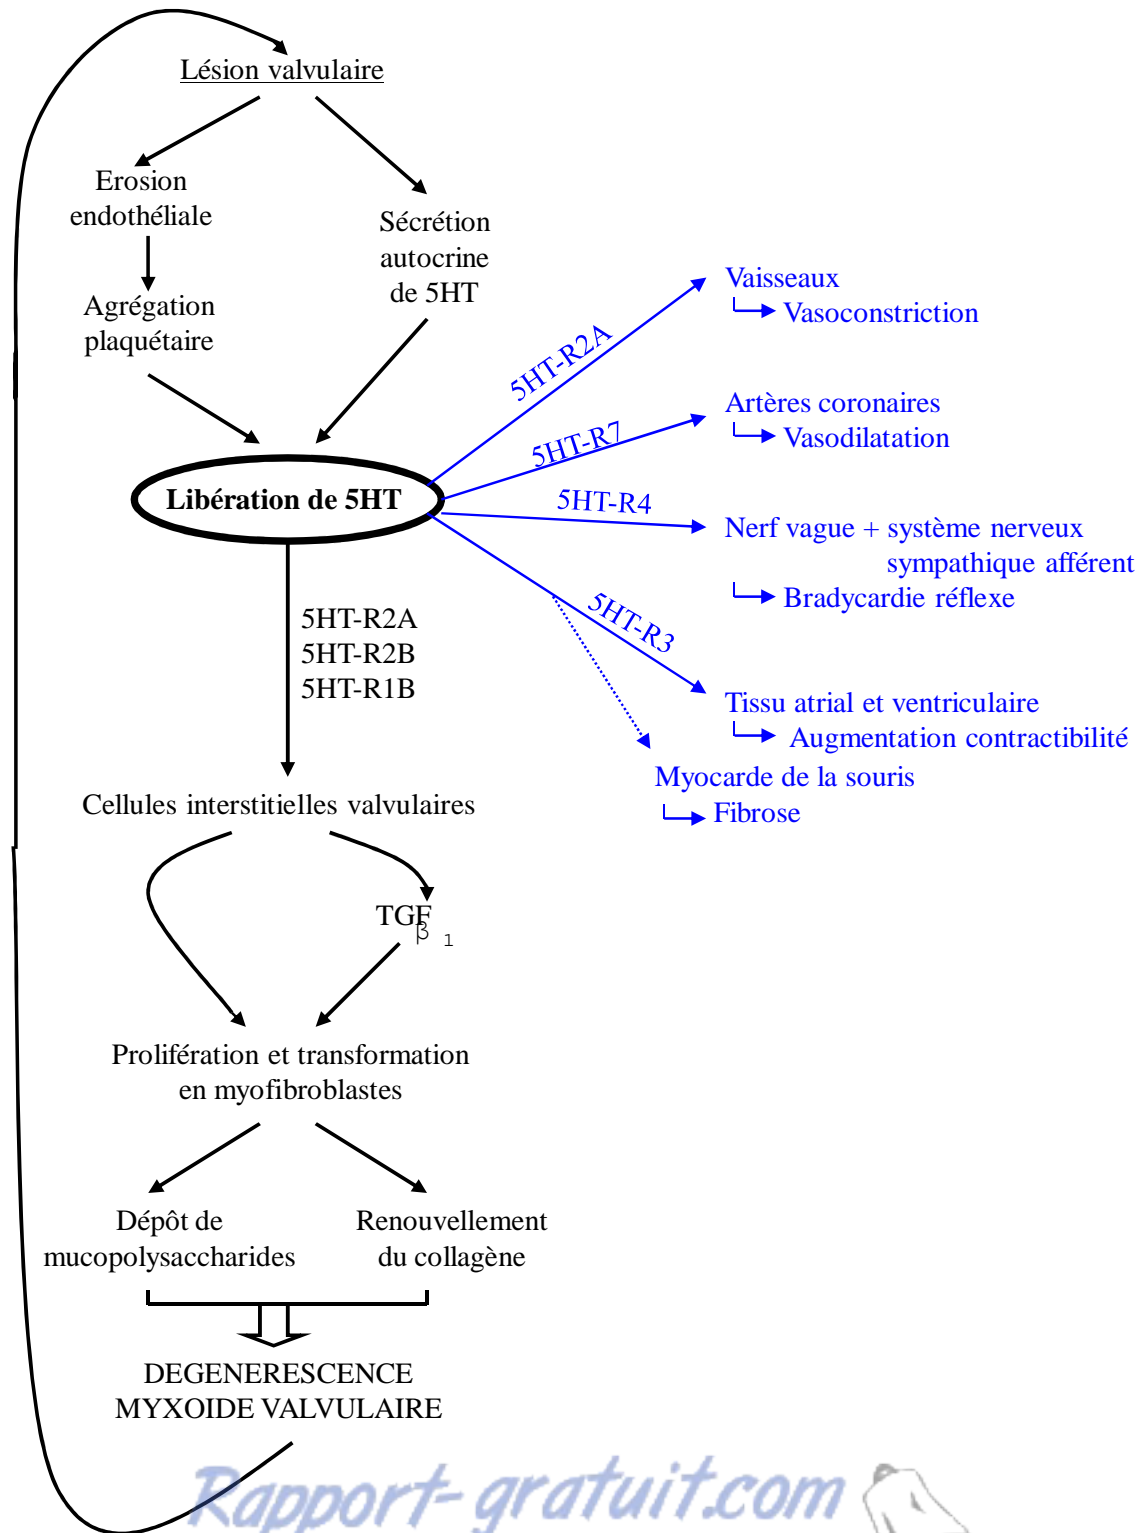 Lésion valvulaire
Erosion
endothéliale
Sécrétion
autocrine
de 5HT
Agrégation
plaquétaire
Libération de 5HT
5HT-R2A
Vaisseaux
Vasoconstriction
5HT-R7
Artères coronaires
Vasodilatation
5HT-R4
Nerf vague + système nerveux
sympathique afférent
Bradycardie réflexe
5HT-R3
Tissu atrial et ventriculaire
Augmentation contractibilité
Myocarde de la souris
Fibrose
5HT-R2A
5HT-R2B
5HT-R1B
Cellules interstitielles valvulaires
TGF
β 1
Prolifération et transformation
en myofibroblastes
Dépôt de
mucopolysaccharides
Renouvellement
du collagène
DEGENERESCENCE
MYXOIDE VALVULAIRE
Rapport-gratuit.com